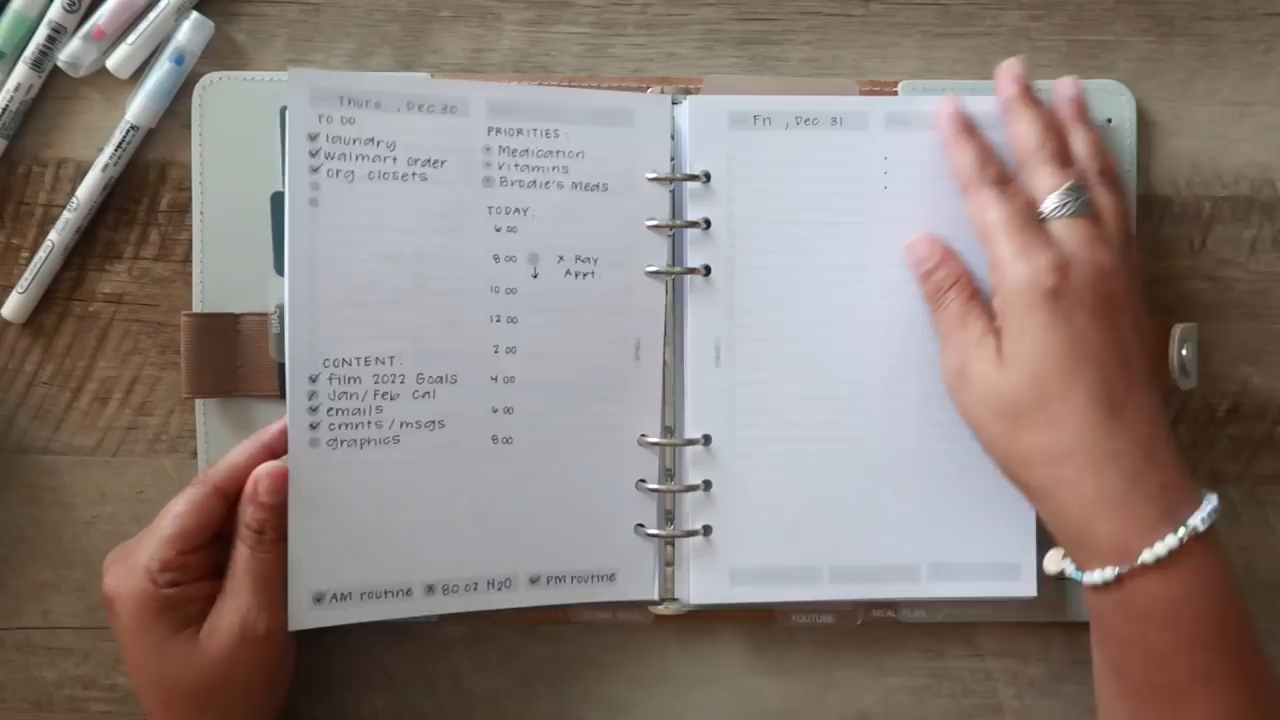 Thurs , Dec 30
TO DO
laundry
walmart order
org closets
PRIORITIES:
Medication
Vitamins
Brodie's Meds
TODAY:
6 00
8 00 X Ray
Appt.
10 00
12 00
2 00
4 00
6 00
8 00
CONTENT:
film 2022 Goals
Jan/Feb Cal
emails
cmnts/msgs
graphics
AM routine 80 oz H2O PM routine
Fri , Dec 31
YOUTUBE
MEAL PLAN